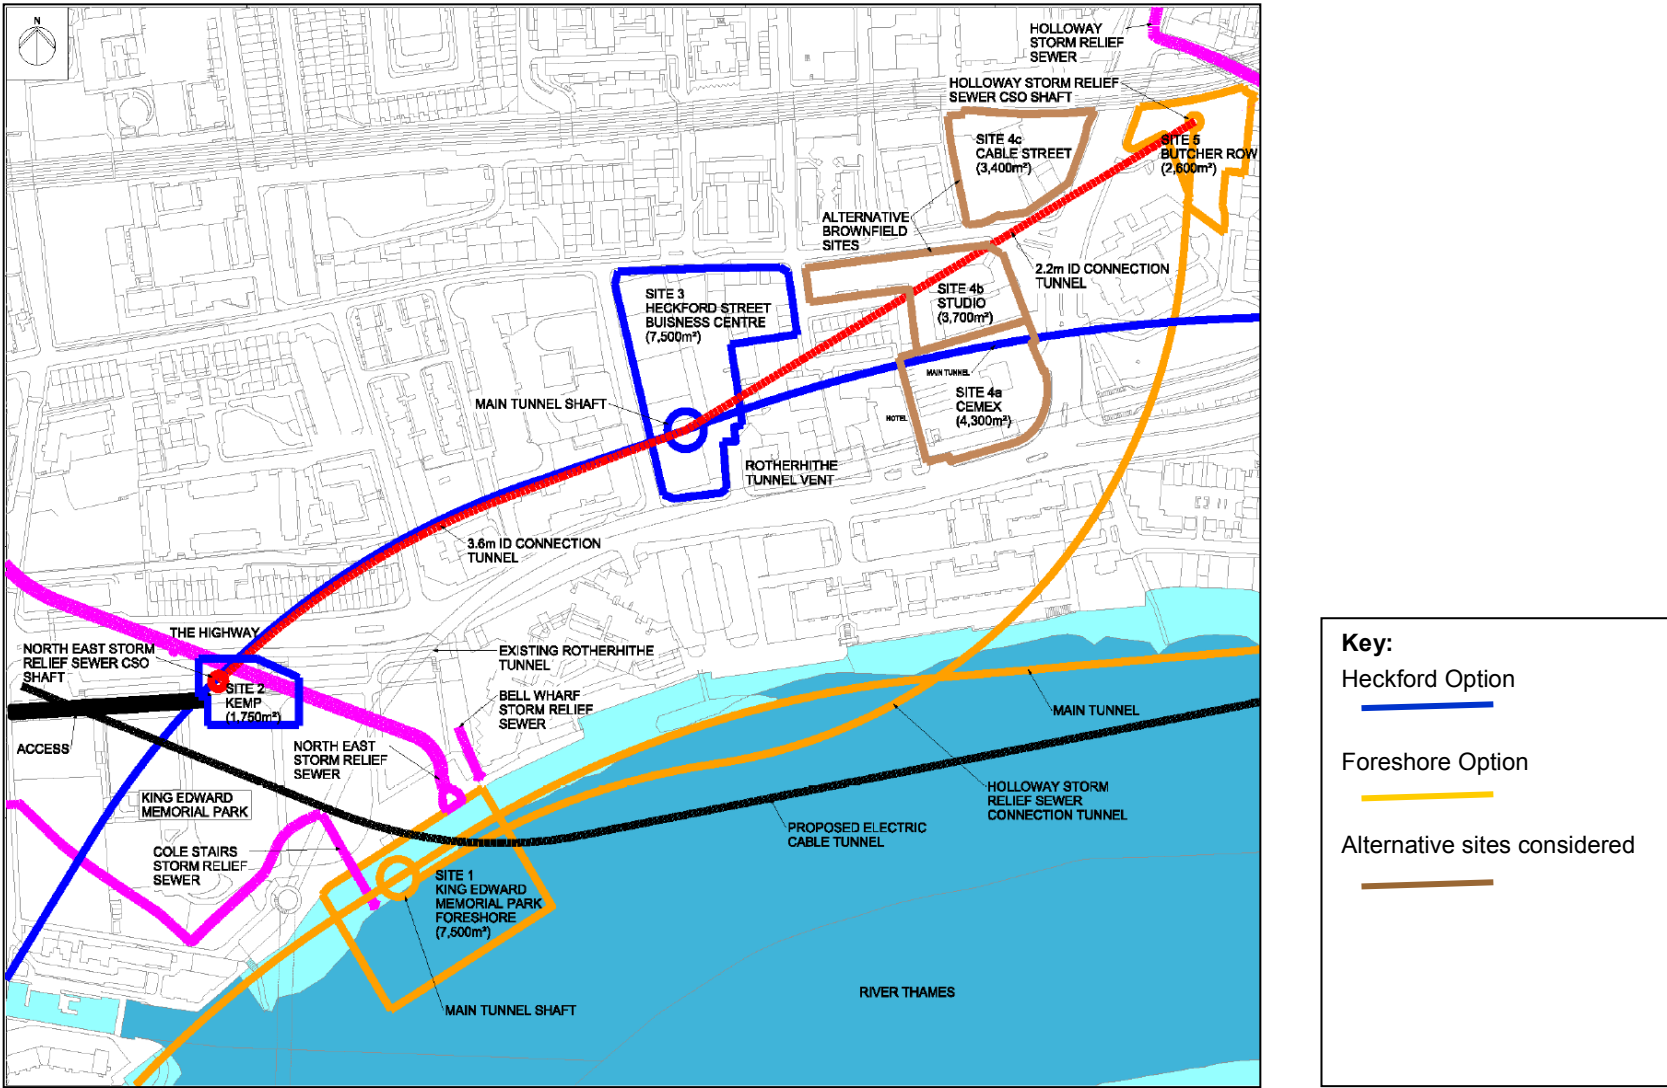 N
HOLLOWAY
STORM RELIEF
SEWER
HOLLOWAY STORM RELIEF
SEWER CSO SHAFT
SITE 4c
CABLE STREET
(3,400m²)
SITE 5
BUTCHER ROW
(2,600m²)
ALTERNATIVE
BROWNFIELD
SITES
2.2m ID CONNECTION
TUNNEL
SITE 3
HECKFORD STREET
BUISNESS CENTRE
(7,500m²)
SITE 4b
STUDIO
(3,700m²)
MAIN TUNNEL
MAIN TUNNEL SHAFT
SITE 4a
CEMEX
(4,300m²)
HOTEL
ROTHERHITHE
TUNNEL VENT
3.6m ID CONNECTION
TUNNEL
THE HIGHWAY
NORTH EAST STORM
RELIEF SEWER CSO
SHAFT
EXISTING ROTHERHITHE
TUNNEL
SITE 2
KEMP
(1,750m²)
BELL WHARF
STORM RELIEF
SEWER
MAIN TUNNEL
ACCESS
NORTH EAST
STORM RELIEF
SEWER
KING EDWARD
MEMORIAL PARK
HOLLOWAY STORM
RELIEF SEWER
CONNECTION TUNNEL
PROPOSED ELECTRIC
CABLE TUNNEL
COLE STAIRS
STORM RELIEF
SEWER
SITE 1
KING EDWARD
MEMORIAL PARK
FORESHORE
(7,500m²)
RIVER THAMES
MAIN TUNNEL SHAFT
Key:
Heckford Option
Foreshore Option
Alternative sites considered